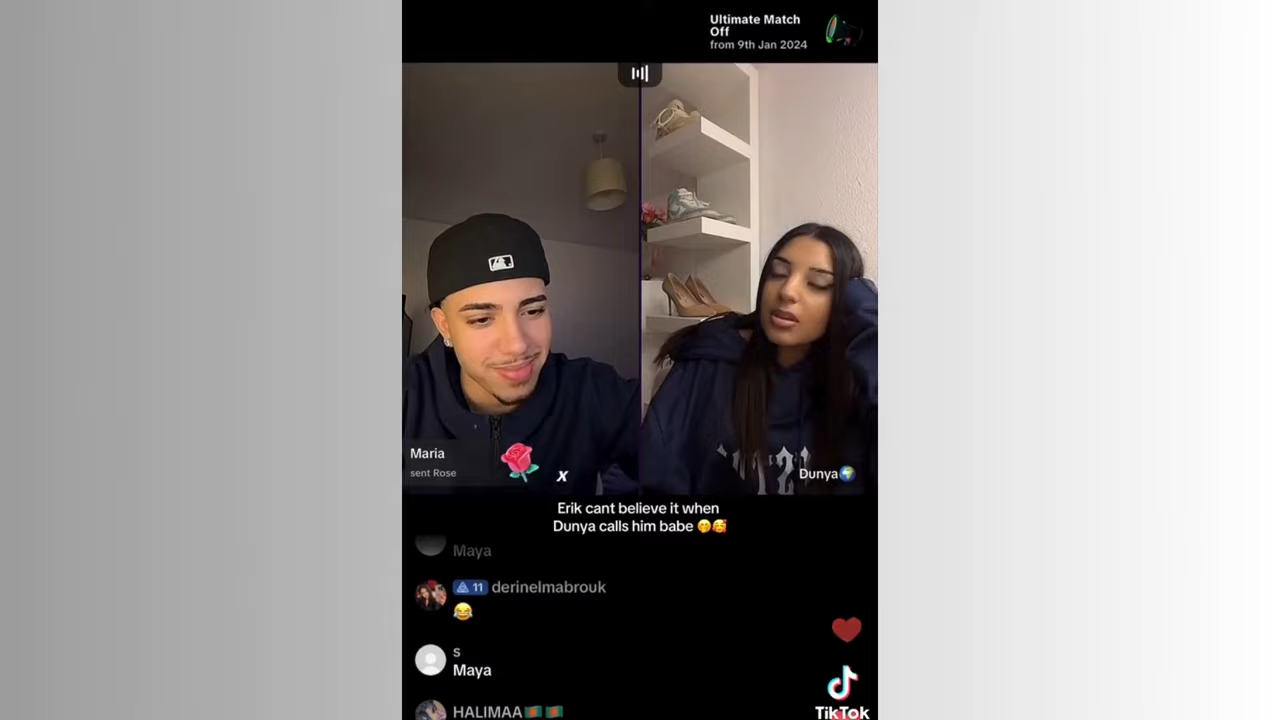 Ultimate Match
Off
from 9th Jan 2024
Maria
sent Rose
x
Dunya🌍
Erik cant believe it when
Dunya calls him babe 🤭🥰
Maya
11 derinelmabrouk
😂
S
Maya
HALIMAA🇧🇩🇧🇩
TikTok